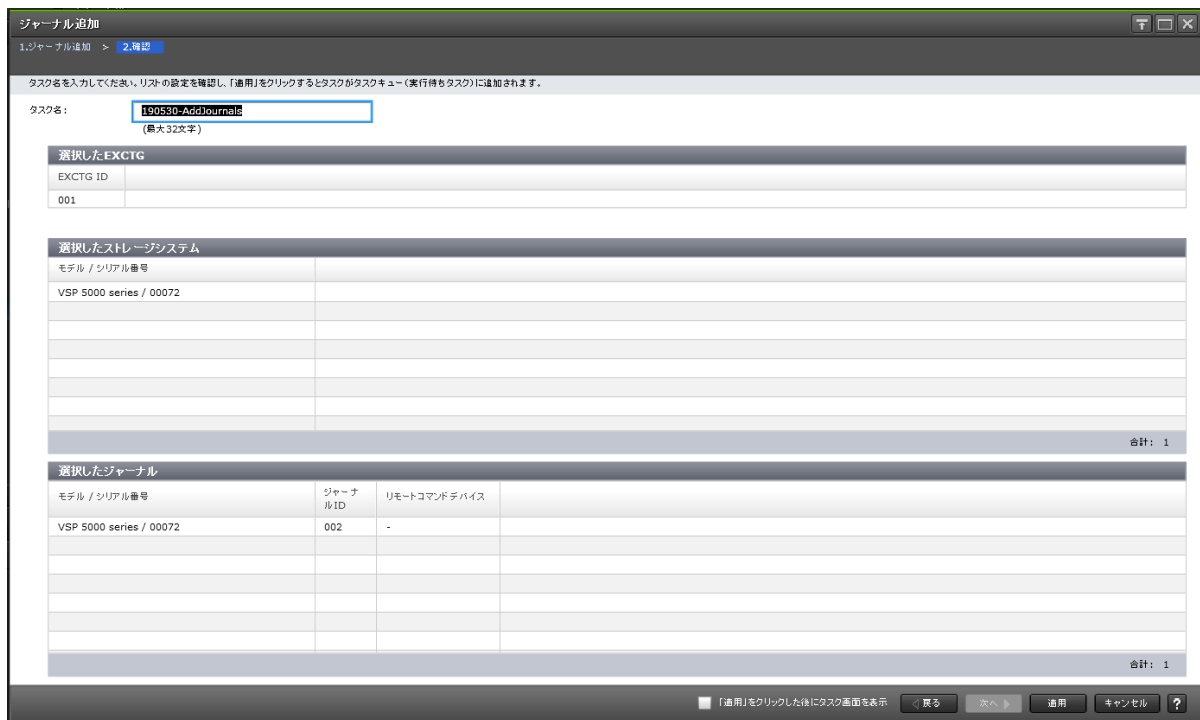 ジャーナル追加
1.ジャーナル追加 > 2.確認
タスク名を入力してください。リストの設定を確認し、「適用」をクリックするとタスクがタスクキュー(実行待ちタスク)に追加されます。
タスク名: 190530-AddJournals
(最大32文字)
選択したEXCTG
EXCTG ID
001
選択したストレージシステム
モデル / シリアル番号
VSP 5000 series / 00072
合計: 1
選択したジャーナル
モデル / シリアル番号 ジャーナルID リモートコマンドデバイス
VSP 5000 series / 00072 002 -
合計: 1
「適用」をクリックした後にタスク画面を表示 戻る 次へ 適用 キャンセル ?